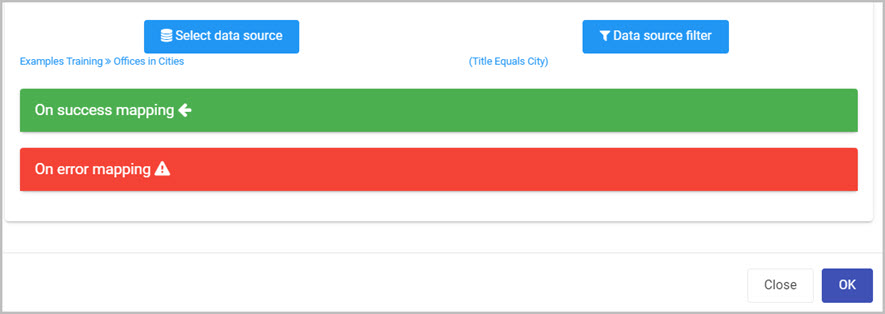 Select data source
Data source filter
Examples Training » Offices in Cities
(Title Equals City)
On success mapping
On error mapping
Close
OK